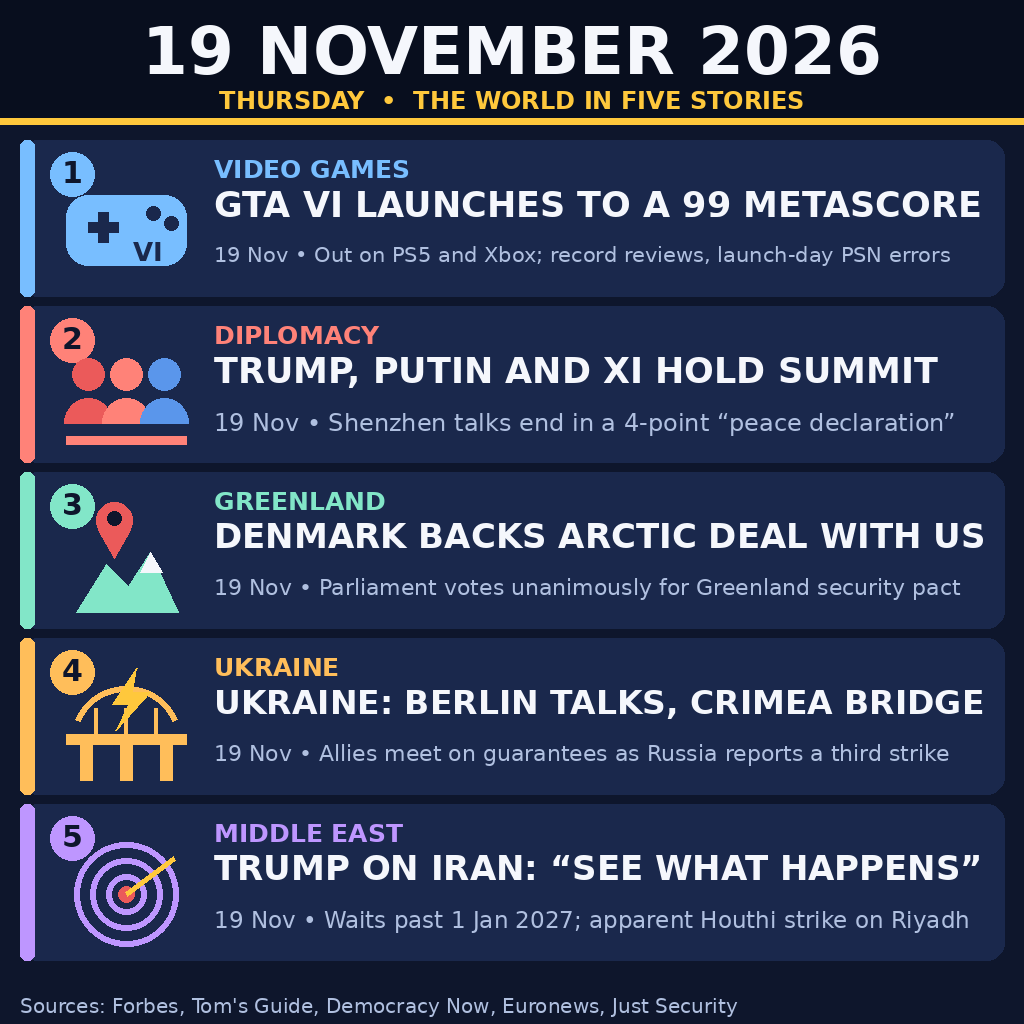 19 NOVEMBER 2026
THURSDAY • THE WORLD IN FIVE STORIES
1
VIDEO GAMES
GTA VI LAUNCHES TO A 99 METASCORE
VI
19 Nov • Out on PS5 and Xbox; record reviews, launch-day PSN errors
2
DIPLOMACY
TRUMP, PUTIN AND XI HOLD SUMMIT
19 Nov • Shenzhen talks end in a 4-point “peace declaration”
3
GREENLAND
DENMARK BACKS ARCTIC DEAL WITH US
19 Nov • Parliament votes unanimously for Greenland security pact
4
UKRAINE
UKRAINE: BERLIN TALKS, CRIMEA BRIDGE
19 Nov • Allies meet on guarantees as Russia reports a third strike
5
MIDDLE EAST
TRUMP ON IRAN: “SEE WHAT HAPPENS”
19 Nov • Waits past 1 Jan 2027; apparent Houthi strike on Riyadh
Sources: Forbes, Tom's Guide, Democracy Now, Euronews, Just Security